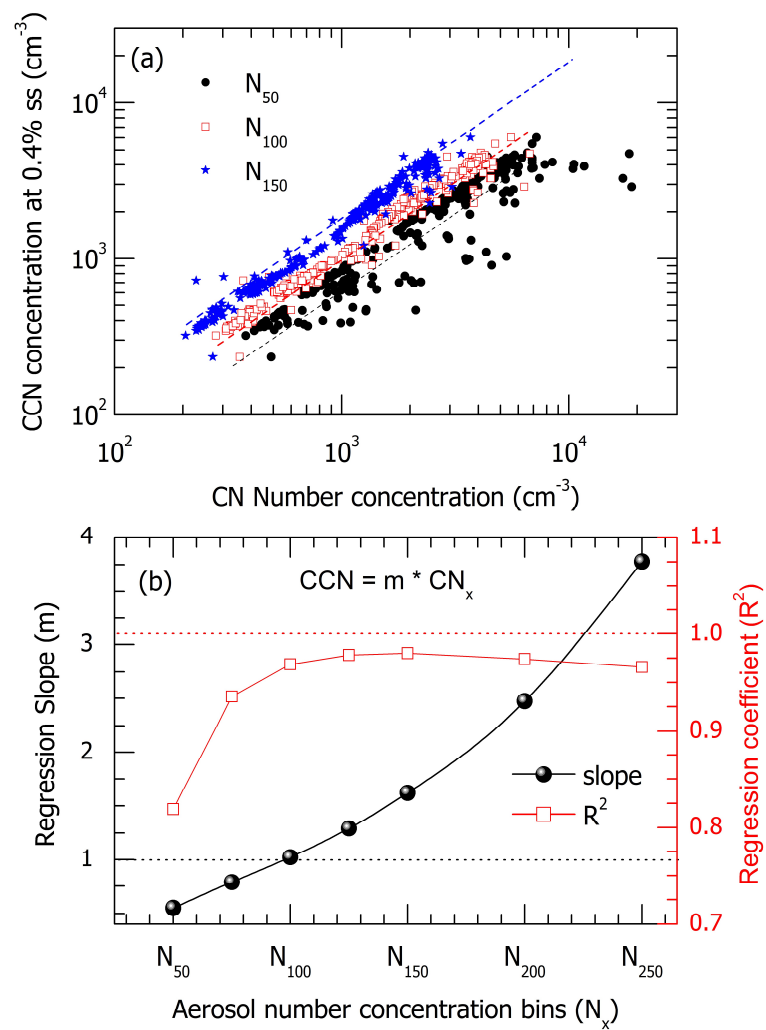 (a)
N50
N100
N150
CCN concentration at 0.4% ss (cm-3)
10^4
10^3
10^2
10^2 10^3 10^4
CN Number concentration (cm-3)
(b) CCN = m * CNx
Regression Slope (m)
4
3
2
1
Regression coefficient (R2)
1.1
1.0
0.9
0.8
0.7
slope
R2
N50 N100 N150 N200 N250
Aerosol number concentration bins (Nx)